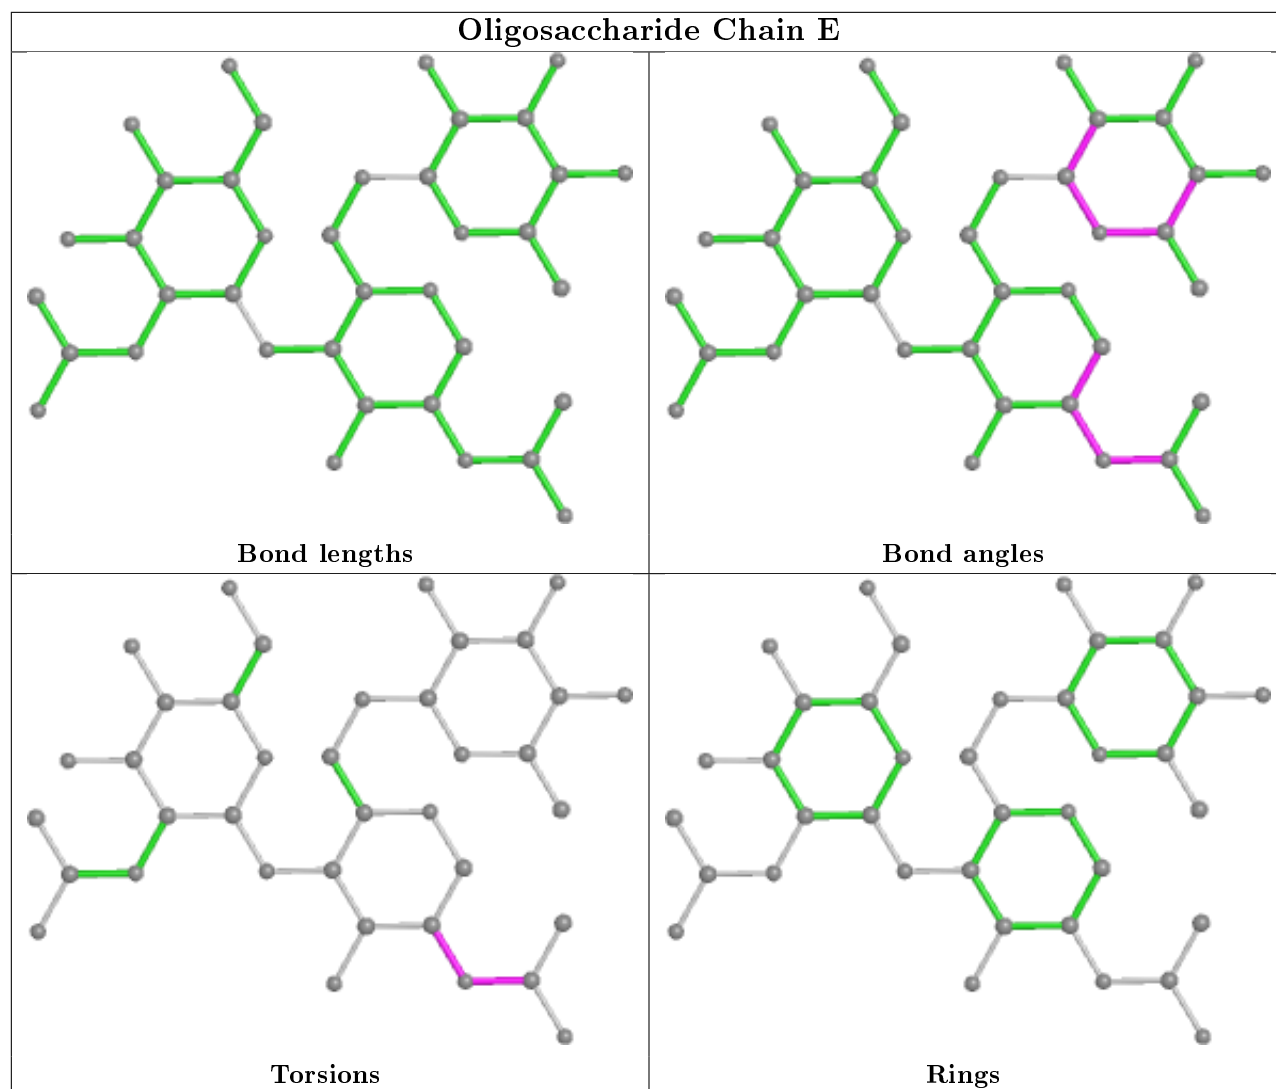 Oligosaccharide Chain E
Bond lengths
Bond angles
Torsions
Rings